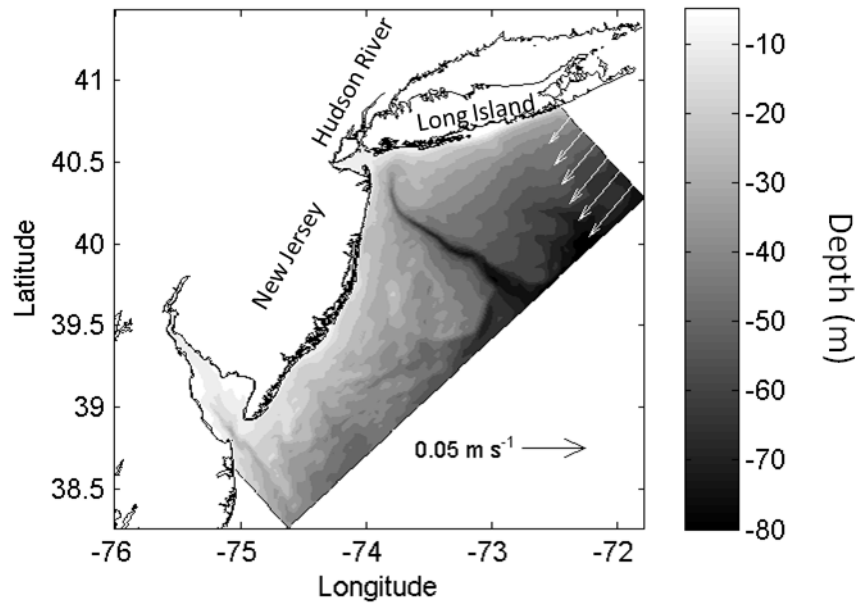 Hudson River
Long Island
New Jersey
0.05 m s⁻¹
41
40.5
40
39.5
39
38.5
Latitude
-76
-75
-74
-73
-72
Longitude
-10
-20
-30
-40
-50
-60
-70
-80
Depth (m)